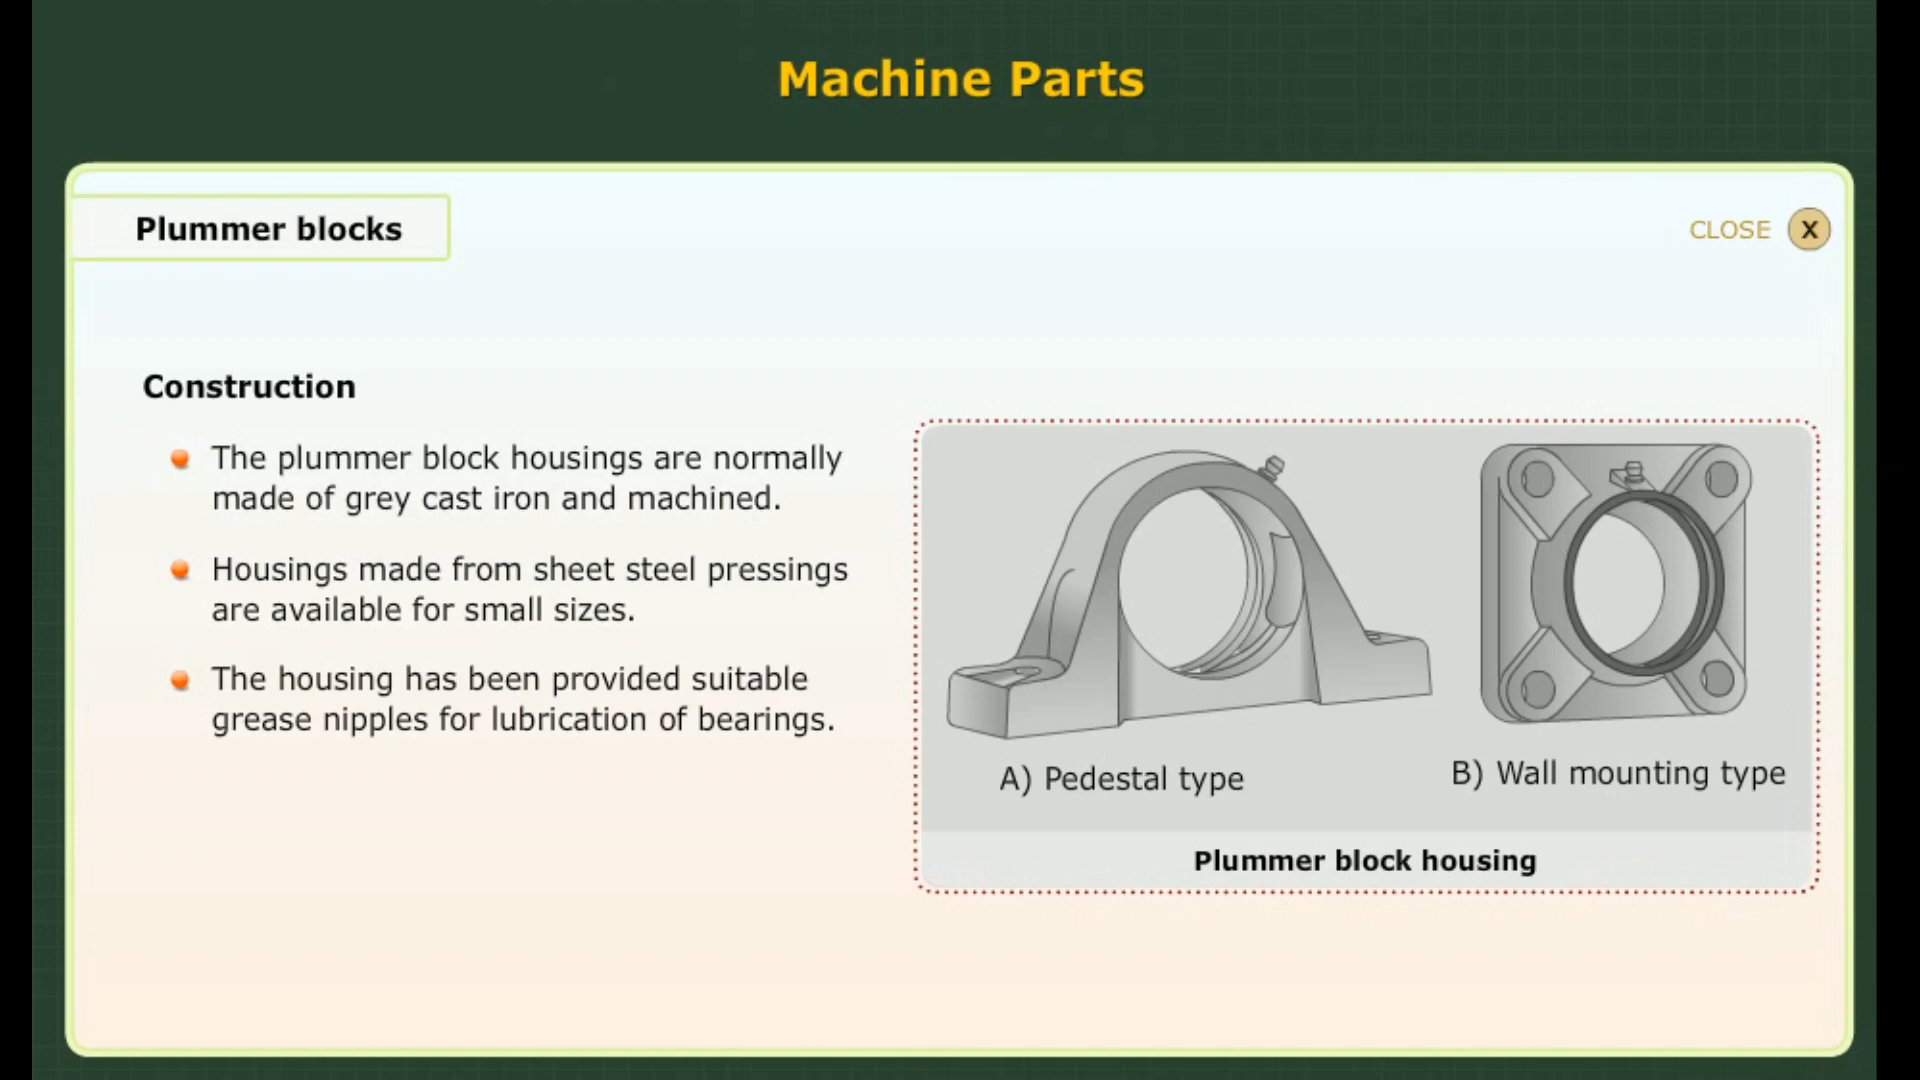 Machine Parts
Plummer blocks
CLOSE X
Construction
The plummer block housings are normally
made of grey cast iron and machined.
Housings made from sheet steel pressings
are available for small sizes.
The housing has been provided suitable
grease nipples for lubrication of bearings.
A) Pedestal type
B) Wall mounting type
Plummer block housing